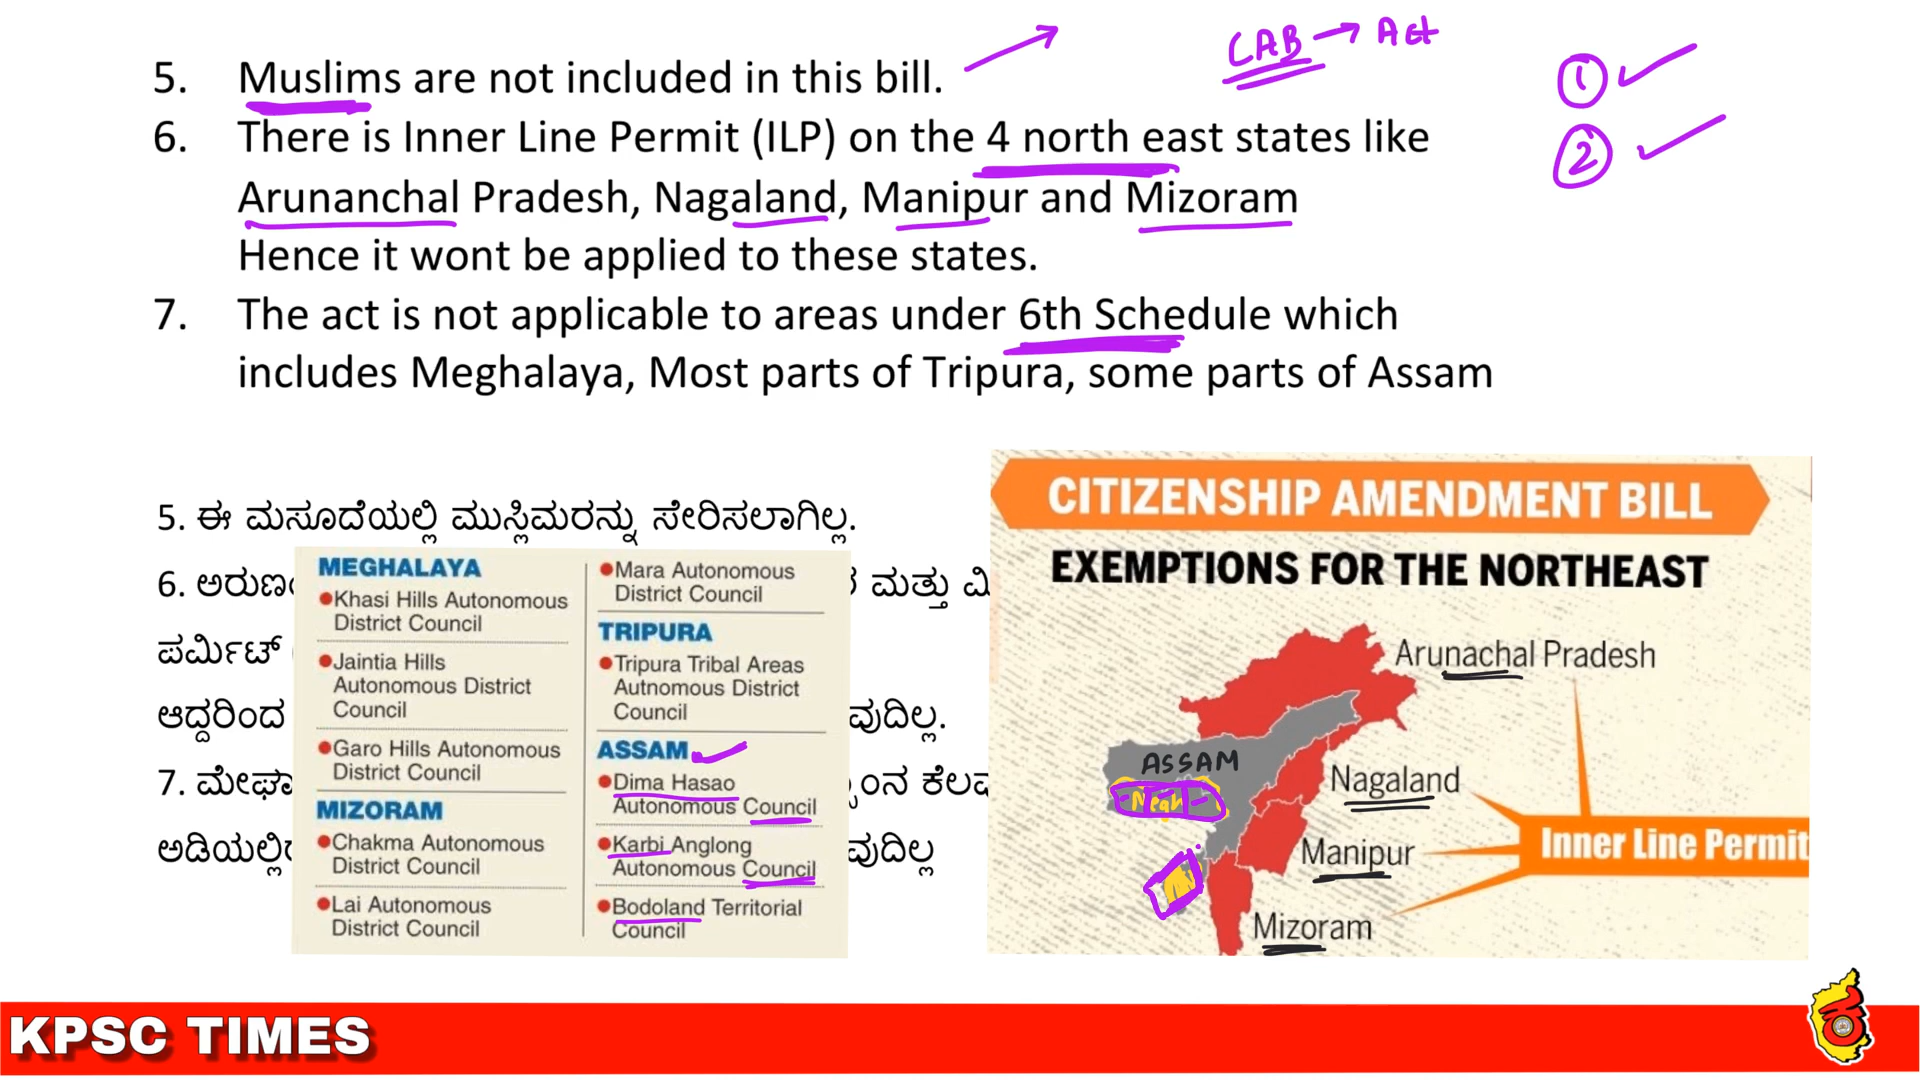 CAB → Act
① ✓
② ✓
5. Muslims are not included in this bill.
6. There is Inner Line Permit (ILP) on the 4 north east states like
Arunanchal Pradesh, Nagaland, Manipur and Mizoram
Hence it wont be applied to these states.
7. The act is not applicable to areas under 6th Schedule which
includes Meghalaya, Most parts of Tripura, some parts of Assam
5. ಈ ಮಸೂದೆಯಲ್ಲಿ ಮುಸ್ಲಿಮರನ್ನು ಸೇರಿಸಲಾಗಿಲ್ಲ.
6. ಮತ್ತು
ಪರ್ಮಿಟ್
ಆದ್ದರಿಂದ
7.
MEGHALAYA
Khasi Hills Autonomous
District Council
Jaintia Hills
Autonomous District
Council
Garo Hills Autonomous
District Council
MIZORAM
Chakma Autonomous
District Council
Lai Autonomous
District Council
Mara Autonomous
District Council
TRIPURA
Tripura Tribal Areas
Autnomous District
Council
ASSAM
Dima Hasao
Autonomous Council
Karbi Anglong
Autonomous Council
Bodoland Territorial
Council
CITIZENSHIP AMENDMENT BILL
EXEMPTIONS FOR THE NORTHEAST
Arunachal Pradesh
ASSAM
Megh
Nagaland
Inner Line Permit
Manipur
Mizoram
KPSC TIMES